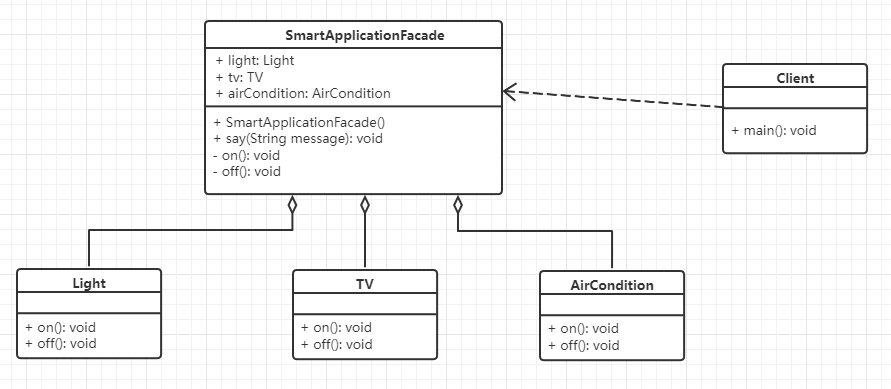 SmartApplicationFacade
+ light: Light
+ tv: TV
+ airCondition: AirCondition
+ SmartApplicationFacade()
+ say(String message): void
- on(): void
- off(): void
Client
+ main(): void
Light
+ on(): void
+ off(): void
TV
+ on(): void
+ off(): void
AirCondition
+ on(): void
+ off(): void